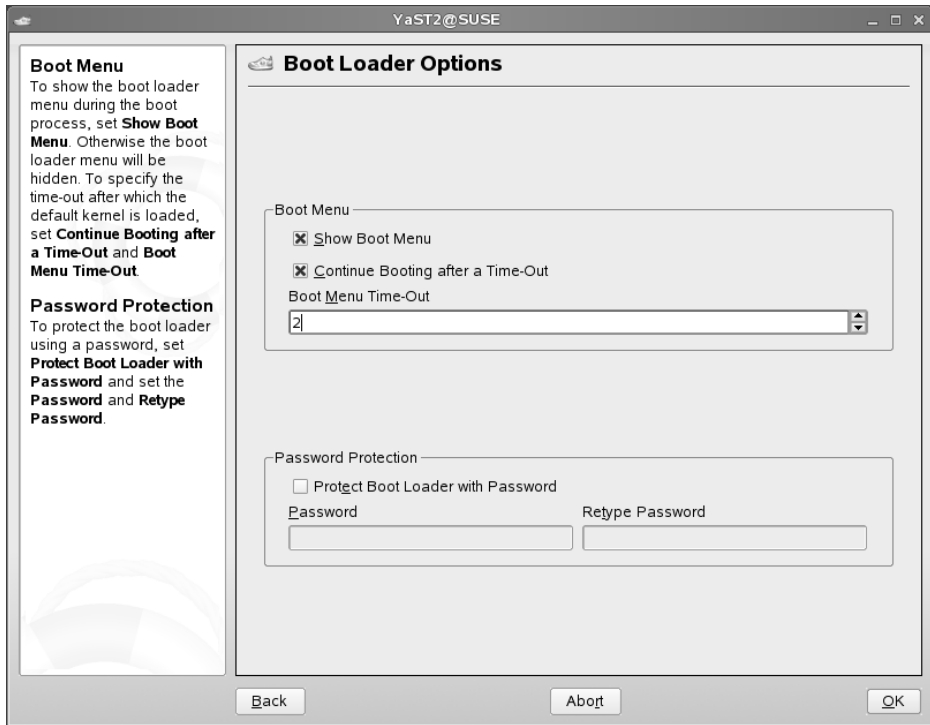 YaST2@SUSE
Boot Menu
To show the boot loader
menu during the boot
process, set Show Boot
Menu. Otherwise the boot
loader menu will be
hidden. To specify the
time-out after which the
default kernel is loaded,
set Continue Booting after
a Time-Out and Boot
Menu Time-Out.
Password Protection
To protect the boot loader
using a password, set
Protect Boot Loader with
Password and set the
Password and Retype
Password.
Boot Loader Options
Boot Menu
Show Boot Menu
Continue Booting after a Time-Out
Boot Menu Time-Out
2
Password Protection
Protect Boot Loader with Password
Password
Retype Password
Back
Abort
OK